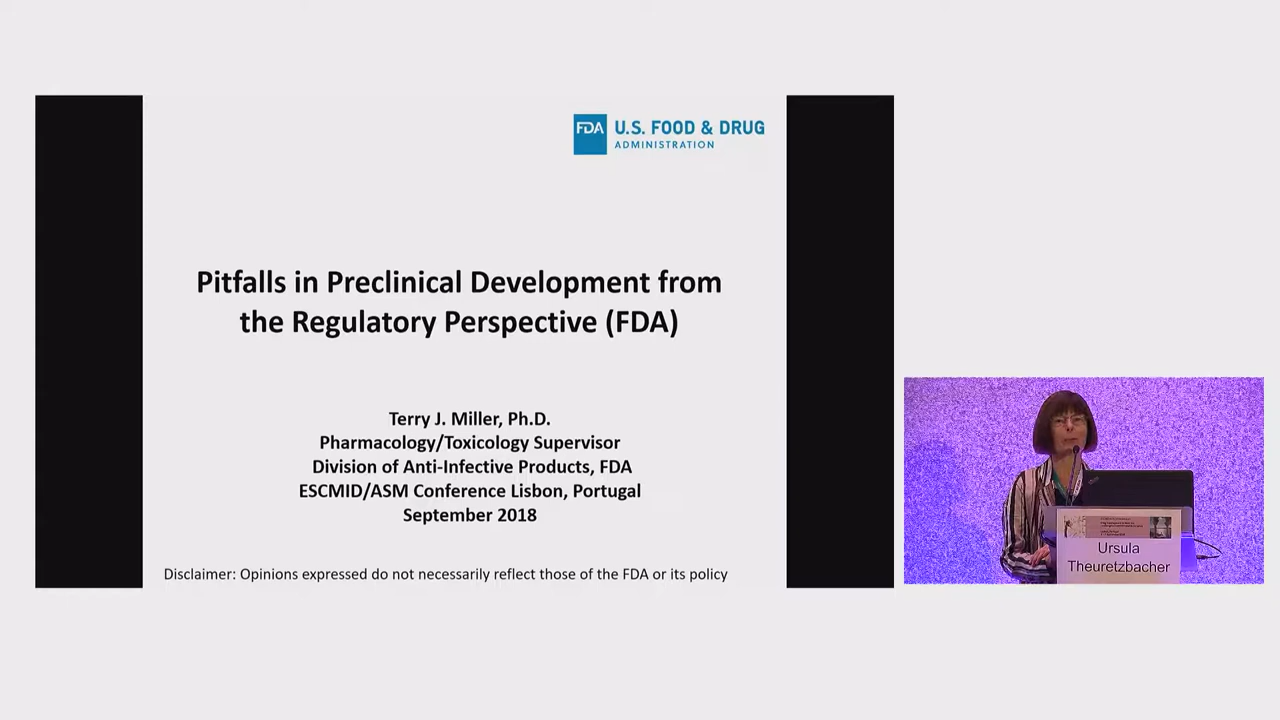 FDA
U.S. FOOD & DRUG
ADMINISTRATION
Pitfalls in Preclinical Development from
the Regulatory Perspective (FDA)
Terry J. Miller, Ph.D.
Pharmacology/Toxicology Supervisor
Division of Anti-Infective Products, FDA
ESCMID/ASM Conference Lisbon, Portugal
September 2018
Disclaimer: Opinions expressed do not necessarily reflect those of the FDA or its policy
Ursula
Theuretzbacher